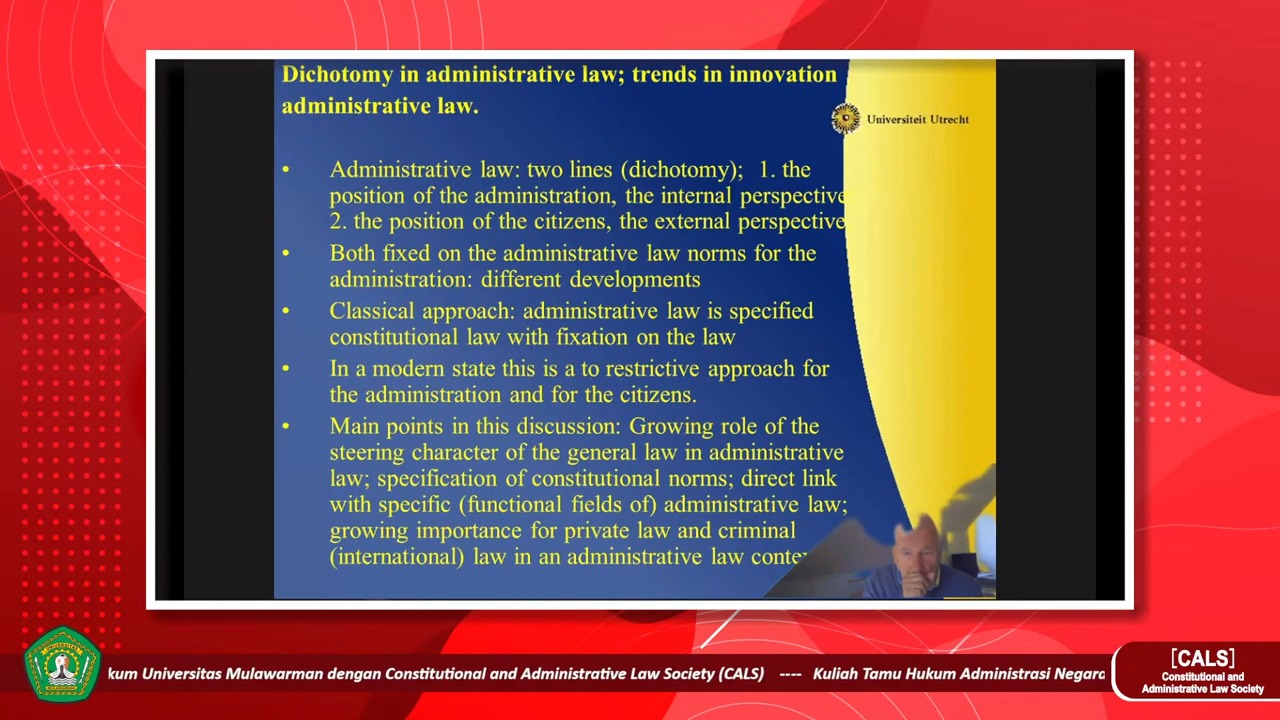 Dichotomy in administrative law; trends in innovation
administrative law.
Universiteit Utrecht
• Administrative law: two lines (dichotomy); 1. the
position of the administration, the internal perspective
2. the position of the citizens, the external perspective
• Both fixed on the administrative law norms for the
administration: different developments
• Classical approach: administrative law is specified
constitutional law with fixation on the law
• In a modern state this is a to restrictive approach for
the administration and for the citizens.
• Main points in this discussion: Growing role of the
steering character of the general law in administrative
law; specification of constitutional norms; direct link
with specific (functional fields of) administrative law;
growing importance for private law and criminal
(international) law in an administrative law
kum Universitas Mulawarman dengan Constitutional and Administrative Law Society (CALS) ---- Kuliah Tamu Hukum Administrasi Negara
[CALS]
Constitutional and
Administrative Law Society